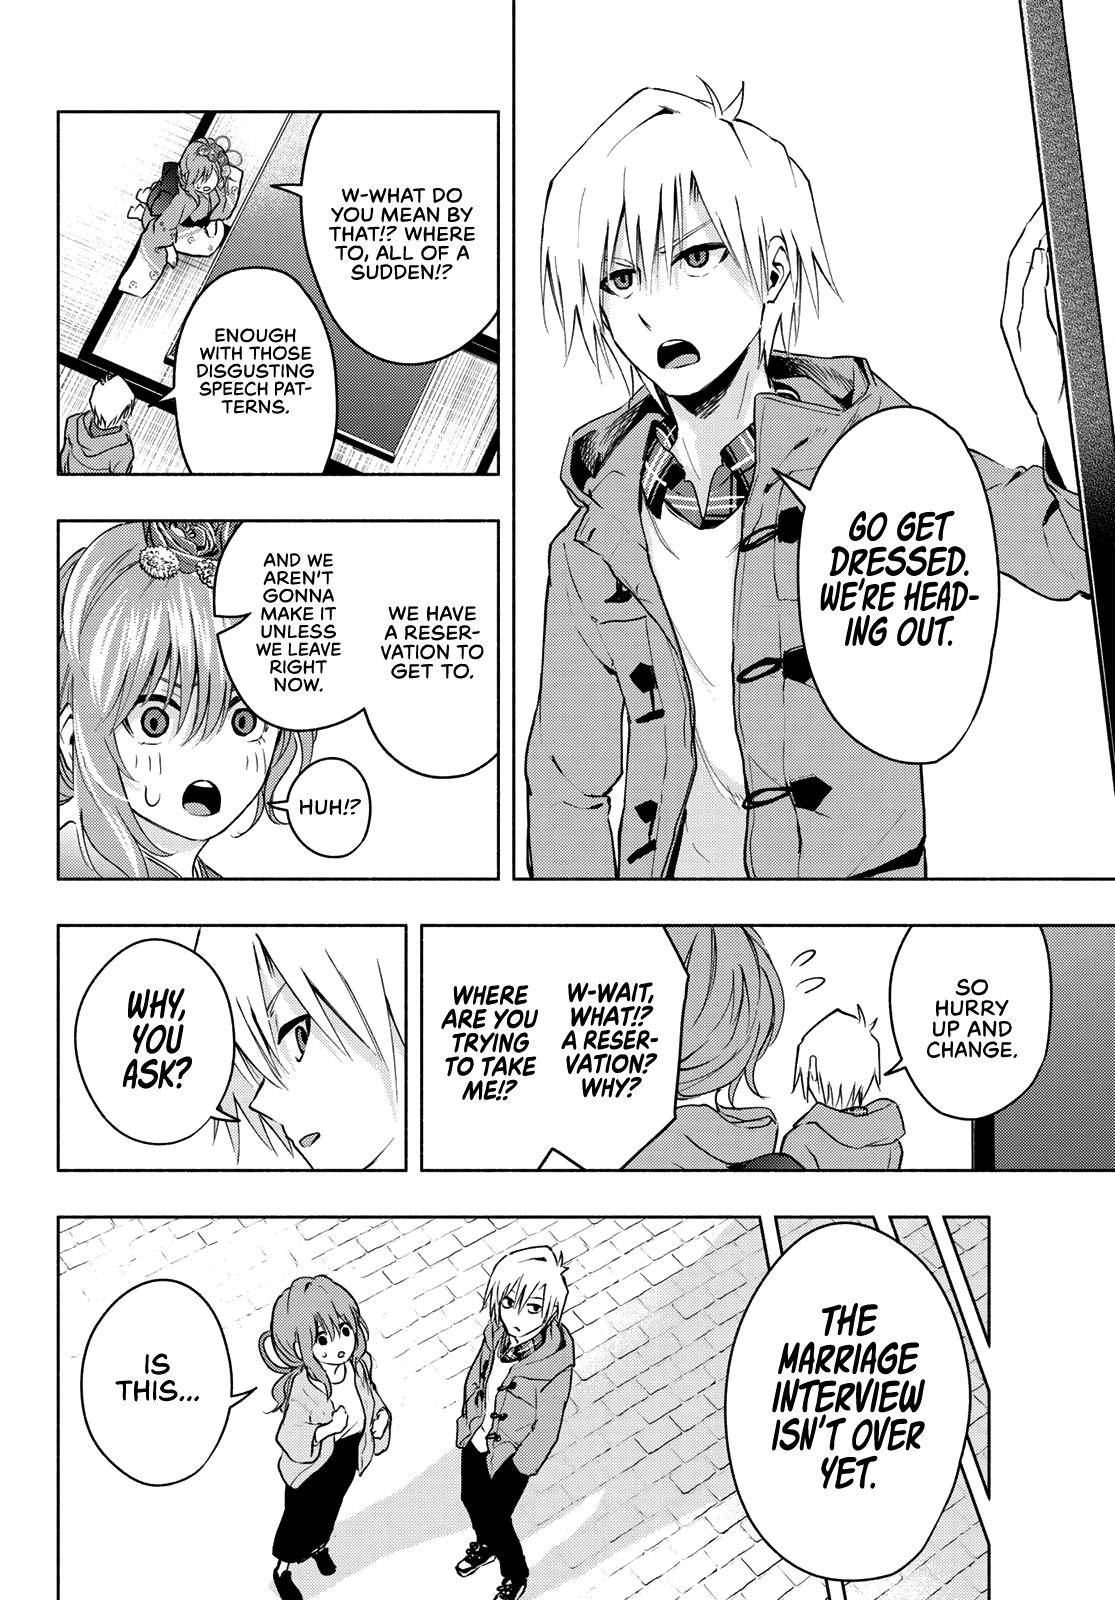 GO GET
DRESSED.
WE'RE HEAD-
ING OUT.
W-WHAT DO
YOU MEAN BY
THAT!? WHERE
TO, ALL OF A
SUDDEN!?
ENOUGH
WITH THOSE
DISGUSTING
SPEECH PAT-
TERNS.
WE HAVE
A RESER-
VATION TO
GET TO.
AND WE
AREN'T
GONNA
MAKE IT
UNLESS
WE LEAVE
RIGHT
NOW.
HUH!?
SO
HURRY
UP AND
CHANGE.
W-WAIT,
WHAT!?
A RESER-
VATION?
WHY?
WHERE
ARE YOU
TRYING
TO TAKE
ME!?
WHY,
YOU
ASK?
THE
MARRIAGE
INTERVIEW
ISN'T OVER
YET.
IS
THIS...